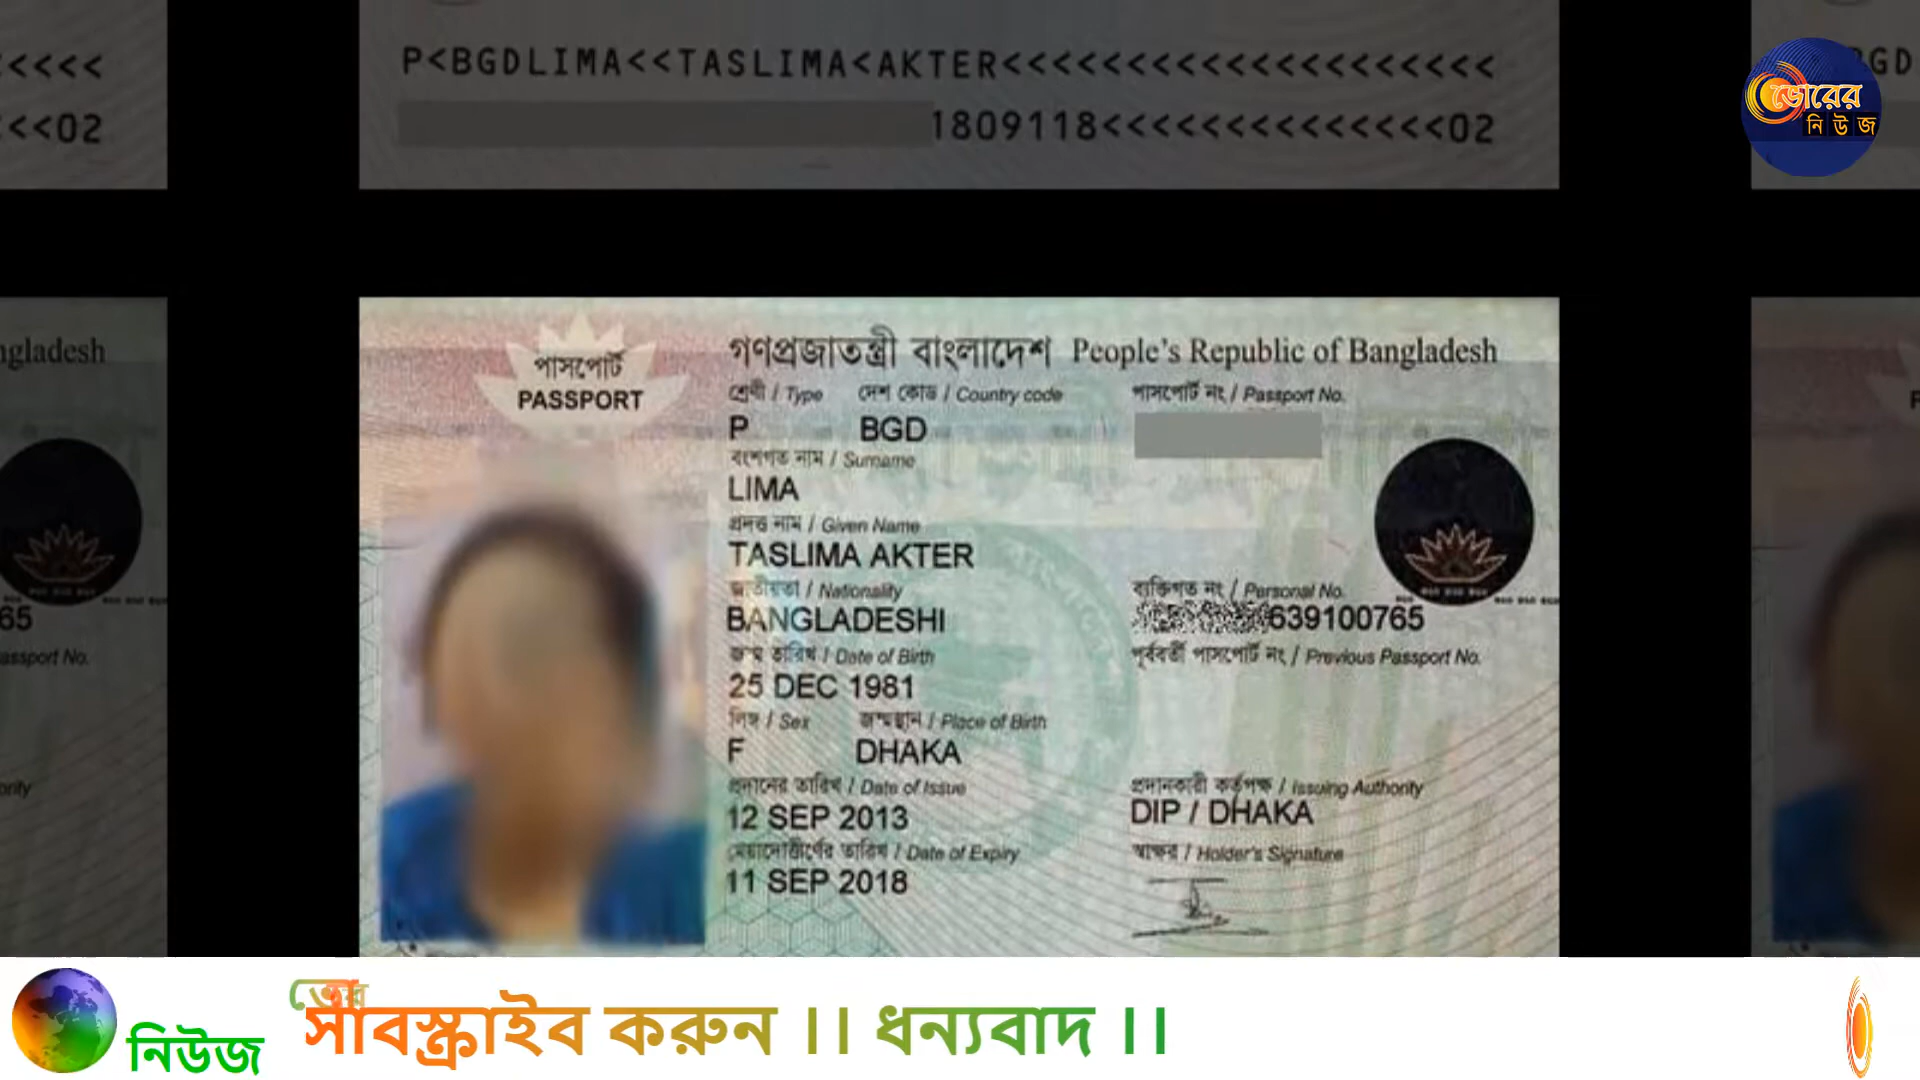 <<<<
P<BGDLIMA<<TASLIMA<AKTER<<<<<<<<<<<<<<<<<<<<
<<02
1809118<<<<<<<<<<<<<<02
ভোরের
নিউজ
পাসপোর্ট
PASSPORT
গণপ্রজাতন্ত্রী বাংলাদেশ People's Republic of Bangladesh
শ্রেণী / Type দেশ কোড / Country code পাসপোর্ট নং / Passport No.
P BGD
বংশগত নাম / Surname
LIMA
প্রদত্ত নাম / Given Name
TASLIMA AKTER
জাতীয়তা / Nationality ব্যক্তিগত নং / Personal No.
BANGLADESHI 639100765
জন্ম তারিখ / Date of Birth পূর্ববর্তী পাসপোর্ট নং / Previous Passport No.
25 DEC 1981
লিঙ্গ / Sex জন্মস্থান / Place of Birth
F DHAKA
প্রদানের তারিখ / Date of Issue প্রদানকারী কর্তৃপক্ষ / Issuing Authority
12 SEP 2013 DIP / DHAKA
মেয়াদোত্তীর্ণের তারিখ / Date of Expiry স্বাক্ষর / Holder's Signature
11 SEP 2018
নিউজ
সাবস্ক্রাইব করুন ।। ধন্যবাদ ।।